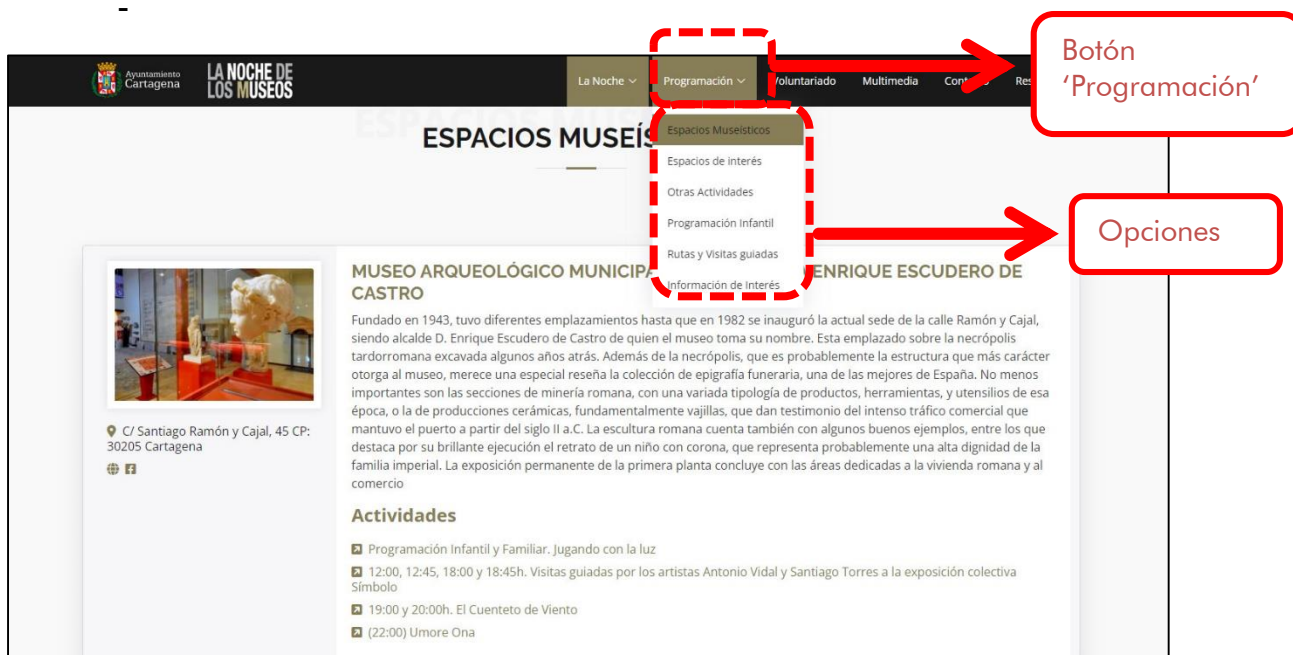 -
Botón
‘Programación’
Ayuntamiento
Cartagena
LA NOCHE DE
LOS MUSEOS
La Noche
Programación
Voluntariado
Multimedia
ESPACIOS MUSEÍS
Espacios Museísticos
Espacios de interés
Otras Actividades
Programación Infantil
Rutas y Visitas guiadas
Información de Interés
Opciones
MUSEO ARQUEOLÓGICO MUNICIPA ENRIQUE ESCUDERO DE
CASTRO
Fundado en 1943, tuvo diferentes emplazamientos hasta que en 1982 se inauguró la actual sede de la calle Ramón y Cajal,
siendo alcalde D. Enrique Escudero de Castro de quien el museo toma su nombre. Esta emplazado sobre la necrópolis
tardorromana excavada algunos años atrás. Además de la necrópolis, que es probablemente la estructura que más carácter
otorga al museo, merece una especial reseña la colección de epigrafía funeraria, una de las mejores de España. No menos
importantes son las secciones de minería romana, con una variada tipología de productos, herramientas, y utensilios de esa
época, o la de producciones cerámicas, fundamentalmente vajillas, que dan testimonio del intenso tráfico comercial que
mantuvo el puerto a partir del siglo II a.C. La escultura romana cuenta también con algunos buenos ejemplos, entre los que
destaca por su brillante ejecución el retrato de un niño con corona, que representa probablemente una alta dignidad de la
familia imperial. La exposición permanente de la primera planta concluye con las áreas dedicadas a la vivienda romana y al
comercio
C/ Santiago Ramón y Cajal, 45 CP:
30205 Cartagena
Actividades
Programación Infantil y Familiar. Jugando con la luz
12:00, 12:45, 18:00 y 18:45h. Visitas guiadas por los artistas Antonio Vidal y Santiago Torres a la exposición colectiva
Símbolo
19:00 y 20:00h. El Cuenteto de Viento
(22:00) Umore Ona